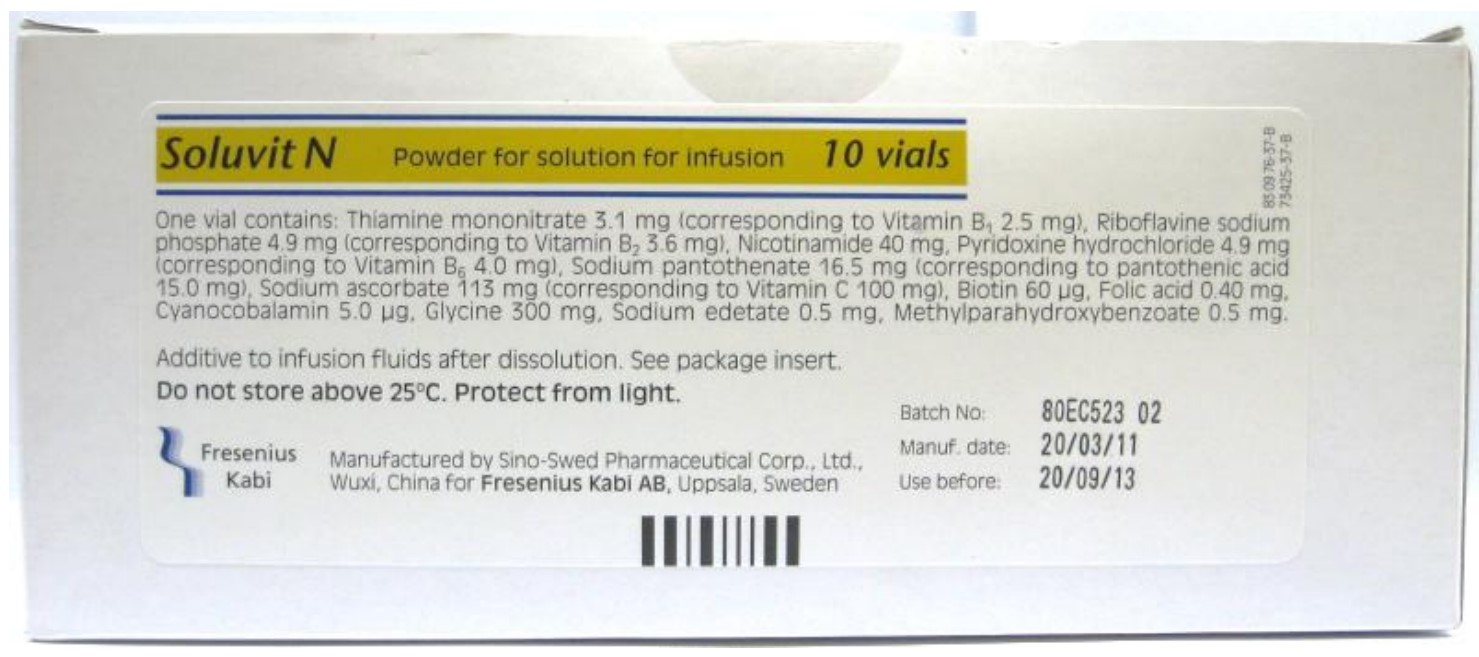 Soluvit N Powder for solution for infusion 10 vials
One vial contains: Thiamine mononitrate 3.1 mg (corresponding to Vitamin B₁ 2.5 mg), Riboflavine sodium
phosphate 4.9 mg (corresponding to Vitamin B₂ 3.6 mg), Nicotinamide 40 mg, Pyridoxine hydrochloride 4.9 mg
(corresponding to Vitamin B₆ 4.0 mg), Sodium pantothenate 16.5 mg (corresponding to pantothenic acid
15.0 mg), Sodium ascorbate 113 mg (corresponding to Vitamin C 100 mg), Biotin 60 µg, Folic acid 0.40 mg,
Cyanocobalamin 5.0 µg, Glycine 300 mg, Sodium edetate 0.5 mg, Methylparahydroxybenzoate 0.5 mg.
Additive to infusion fluids after dissolution. See package insert.
Do not store above 25°C. Protect from light.
Fresenius
Kabi
Manufactured by Sino-Swed Pharmaceutical Corp., Ltd.,
Wuxi, China for Fresenius Kabi AB, Uppsala, Sweden
Batch No: 80EC523 02
Manuf. date: 20/03/11
Use before: 20/09/13
73425-37-B